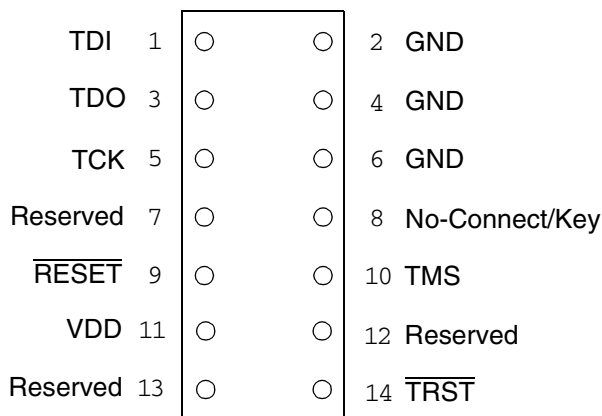 TDI 1 2 GND
TDO 3 4 GND
TCK 5 6 GND
Reserved 7 8 No-Connect/Key
RESET 9 10 TMS
VDD 11 12 Reserved
Reserved 13 14 TRST